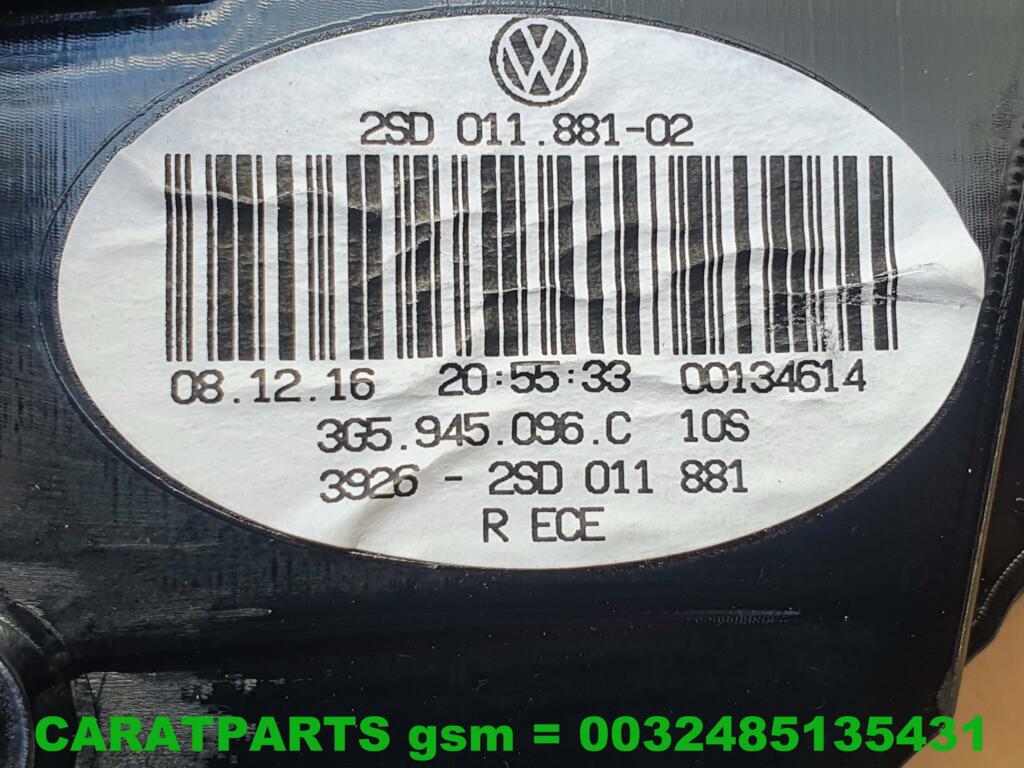 VW
2SD 011.881-02
08.12.16 20:55:33 00134614
3G5.945.096.C 10S
3926 - 2SD 011 881
R ECE
CARATPARTS gsm = 0032485135431